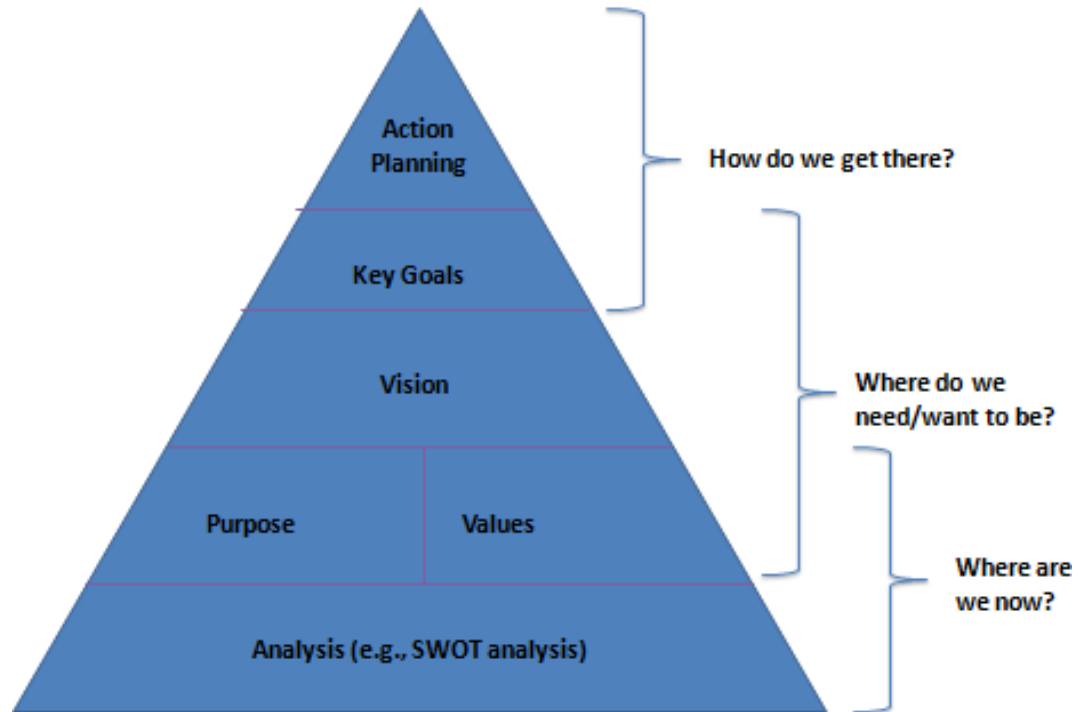 Action
Planning
How do we get there?
Key Goals
Vision
Where do we
need/want to be?
Purpose
Values
Where are
we now?
Analysis (e.g., SWOT analysis)